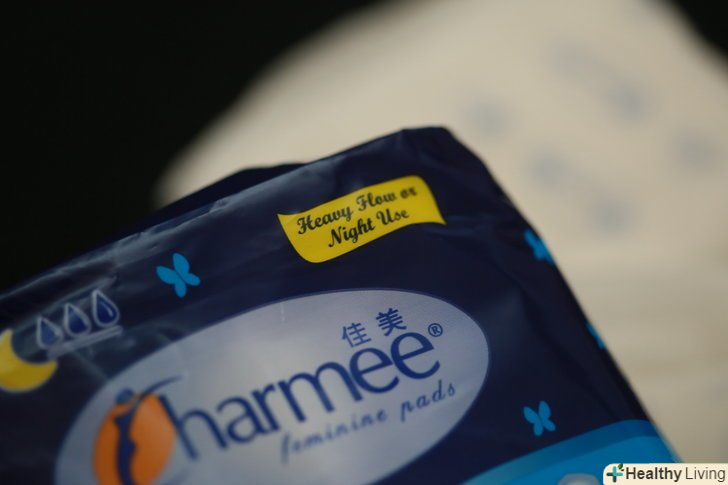 Heavy Flow or
Night Use
佳美
Charmee®
feminine pads
Healthy Living